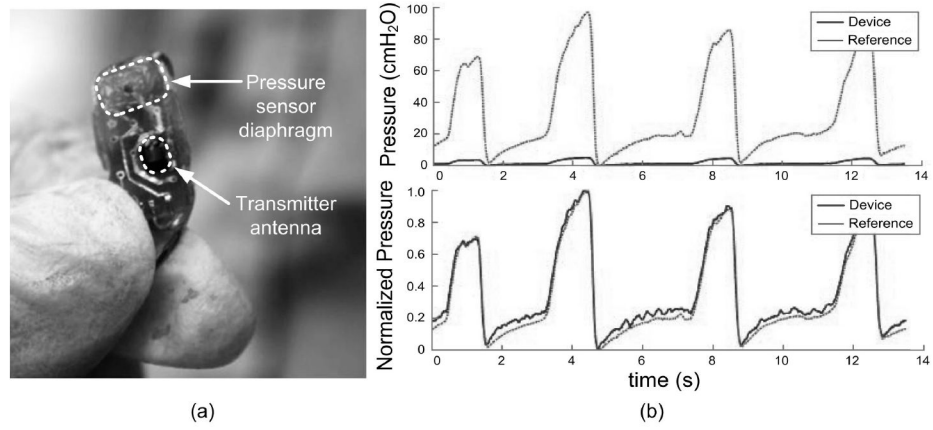 (b)
Pressure
sensor
diaphragm
Transmitter
antenna
(a)
Pressure (cmH2O)
100
80
60
40
20
0
0
2
4
6
8
10
12
14
Device
Reference
Normalized Pressure
1.0
0.8
0.6
0.4
0.2
0
0
2
4
6
8
10
12
14
Device
Reference
time (s)
(b)